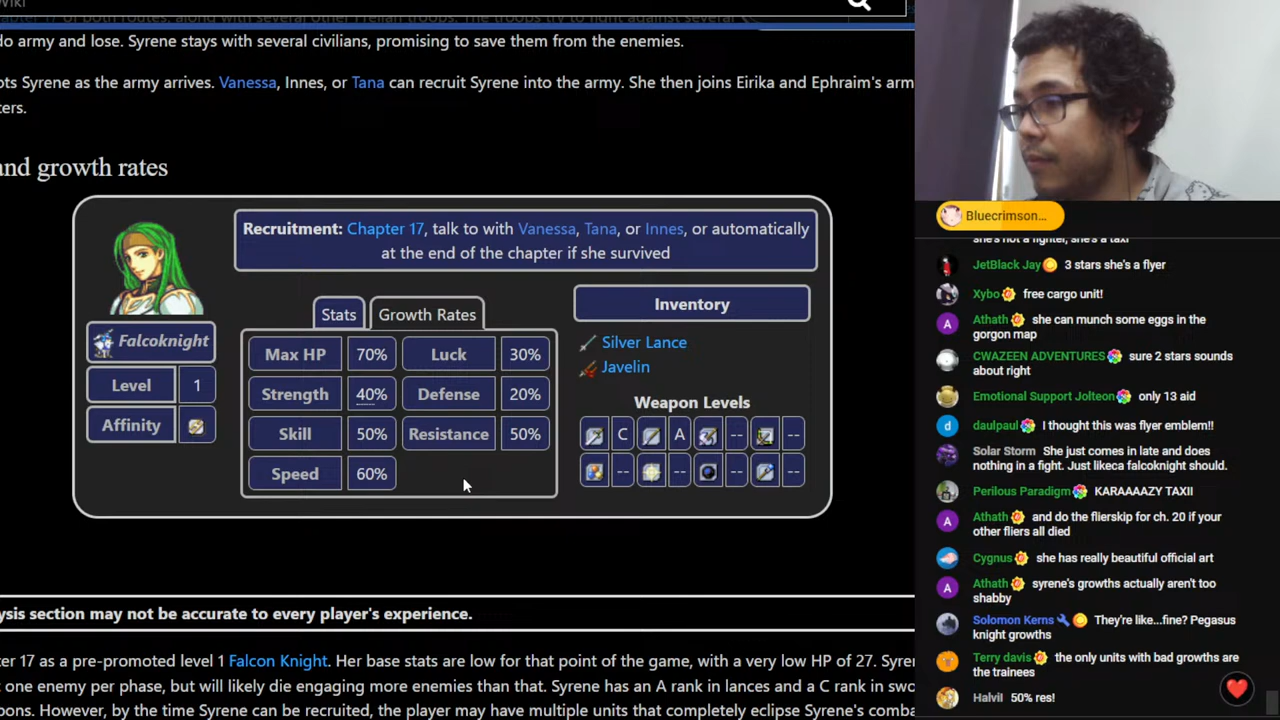 Wiki
do army and lose. Syrene stays with several civilians, promising to save them from the enemies.
ots Syrene as the army arrives. Vanessa, Innes, or Tana can recruit Syrene into the army. She then joins Eirika and Ephraim's arm
ters.
and growth rates
Recruitment: Chapter 17, talk to with Vanessa, Tana, or Innes, or automatically
at the end of the chapter if she survived
Stats
Growth Rates
Inventory
Falcoknight
Level 1
Affinity
Max HP 70% Luck 30%
Strength 40% Defense 20%
Skill 50% Resistance 50%
Speed 60%
Silver Lance
Javelin
Weapon Levels
C A -- --
-- -- -- --
ysis section may not be accurate to every player's experience.
ter 17 as a pre-promoted level 1 Falcon Knight. Her base stats are low for that point of the game, with a very low HP of 27. Syre
t one enemy per phase, but will likely die engaging more enemies than that. Syrene has an A rank in lances and a C rank in swo
pons. However, by the time Syrene can be recruited, the player may have multiple units that completely eclipse Syrene's comba
Bluecrimson...
she's not a fighter, she's a taxi
JetBlack Jay 3 stars she's a flyer
Xybo free cargo unit!
Athath she can munch some eggs in the
gorgon map
CWAZEEN ADVENTURES sure 2 stars sounds
about right
Emotional Support Jolteon only 13 aid
daulpaul I thought this was flyer emblem!!
Solar Storm She just comes in late and does
nothing in a fight. Just likeca falcoknight should.
Perilous Paradigm KARAAAAZY TAXII
Athath and do the flierskip for ch. 20 if your
other fliers all died
Cygnus she has really beautiful official art
Athath syrene's growths actually aren't too
shabby
Solomon Kerns They're like...fine? Pegasus
knight growths
Terry davis the only units with bad growths are
the trainees
Halvil 50% res!